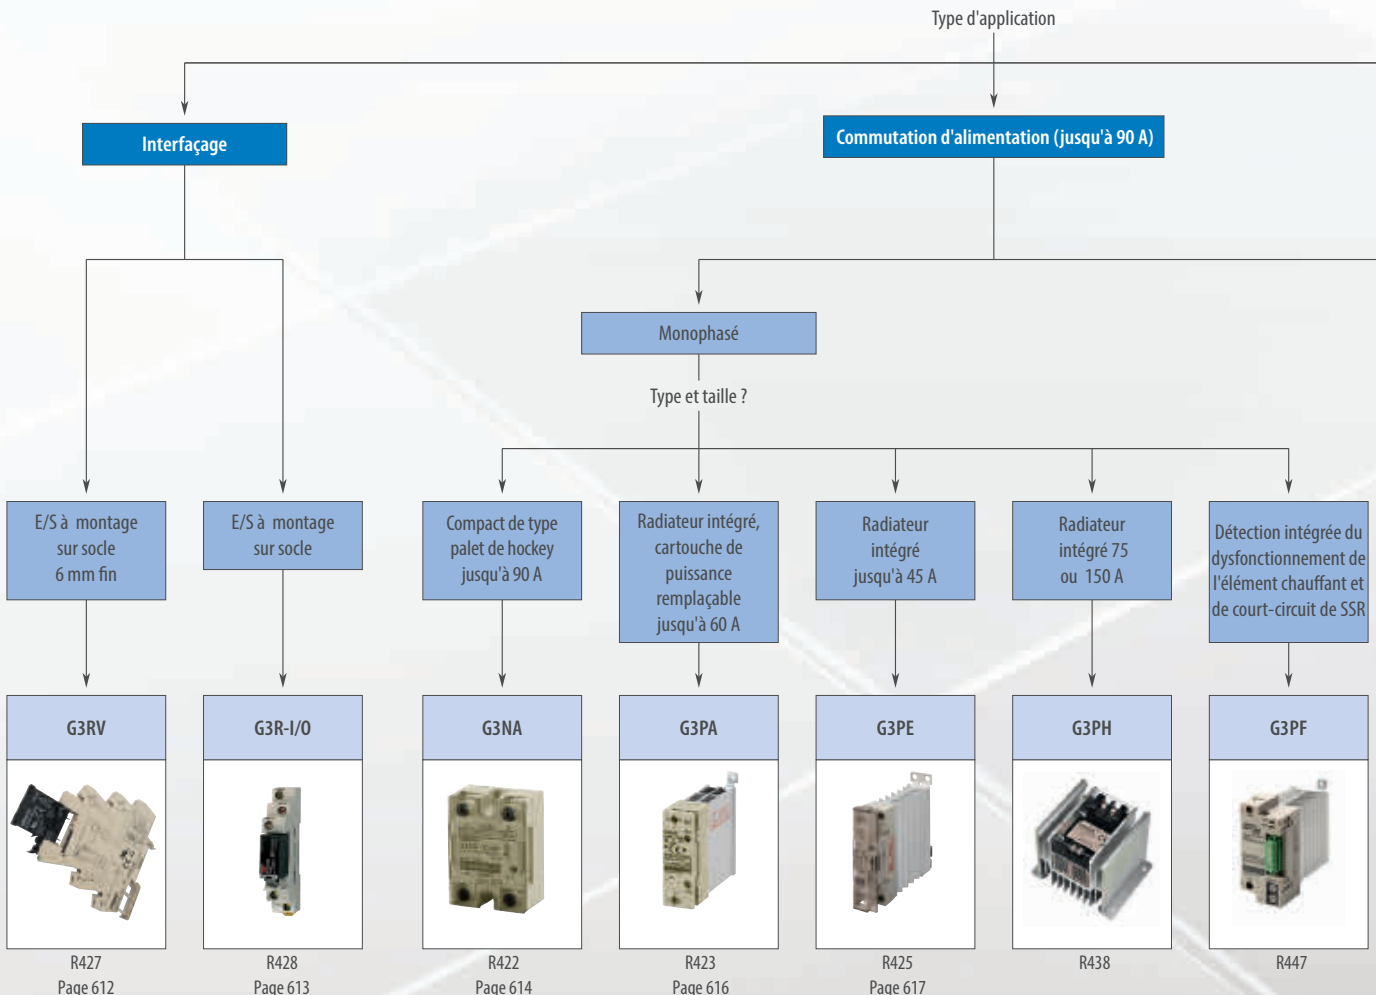 Type d'application
Interfaçage
Commutation d'alimentation (jusqu'à 90 A)
Monophasé
Type et taille ?
E/S à montage
sur socle
6 mm fin
E/S à montage
sur socle
Compact de type
palet de hockey
jusqu'à 90 A
Radiateur intégré,
cartouche de
puissance
remplaçable
jusqu'à 60 A
Radiateur
intégré
jusqu'à 45 A
Radiateur
intégré 75
ou 150 A
Détection intégrée du
dysfonctionnement de
l'élément chauffant et
de court-circuit de SSR
G3RV
G3R-I/O
G3NA
G3PA
G3PE
G3PH
G3PF
R427
Page 612
R428
Page 613
R422
Page 614
R423
Page 616
R425
Page 617
R438
R447